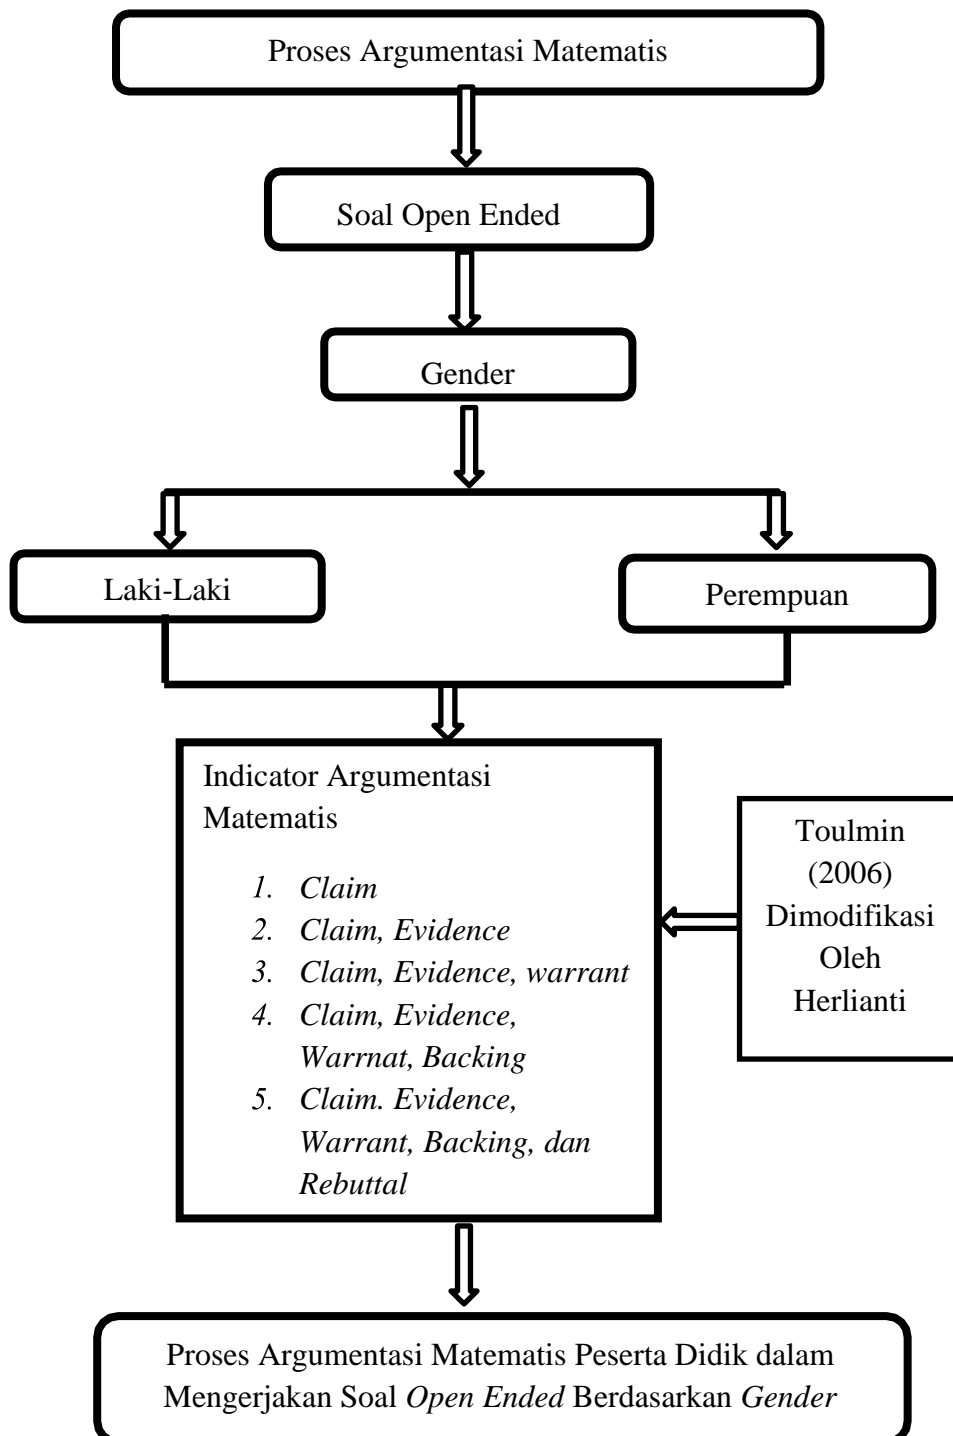 Proses Argumentasi Matematis
Soal Open Ended
Gender
Laki-Laki
Perempuan
Indicator Argumentasi
Matematis
1. Claim
2. Claim, Evidence
3. Claim, Evidence, warrant
4. Claim, Evidence,
Warrnat, Backing
5. Claim. Evidence,
Warrant, Backing, dan
Rebuttal
Toulmin
(2006)
Dimodifikasi
Oleh
Herlianti
Proses Argumentasi Matematis Peserta Didik dalam
Mengerjakan Soal Open Ended Berdasarkan Gender